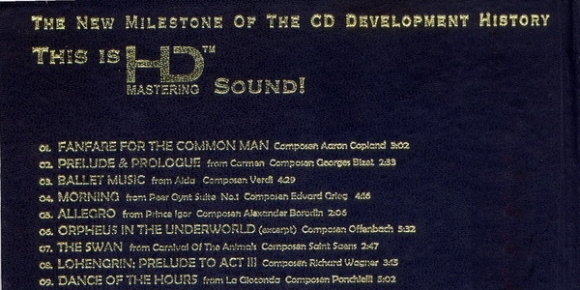 The New Milestone Of The CD Development History
This is HD™ MASTERING Sound!
01. FANFARE FOR THE COMMON MAN Composer Aaron Copland 3:02
02. PRELUDE & PROLOGUE from Carmen Composer Georges Bizet 2:33
03. BALLET MUSIC from Aida Composer Verdi 4:29
04. MORNING from Peer Gynt Suite No.1 Composer Edvard Grieg 4:16
05. ALLEGRO from Prince Igor Composer Alexander Borodin 2:06
06. ORPHEUS IN THE UNDERWORLD (excerpt) Composer Offenbach 5:32
07. THE SWAN from Carnival Of The Animals Composer Saint Saens 2:47
08. LOHENGRIN: PRELUDE TO ACT III Composer Richard Wagner 3:13
09. DANCE OF THE HOURS from La Gioconda Composer Ponchielli 5:02